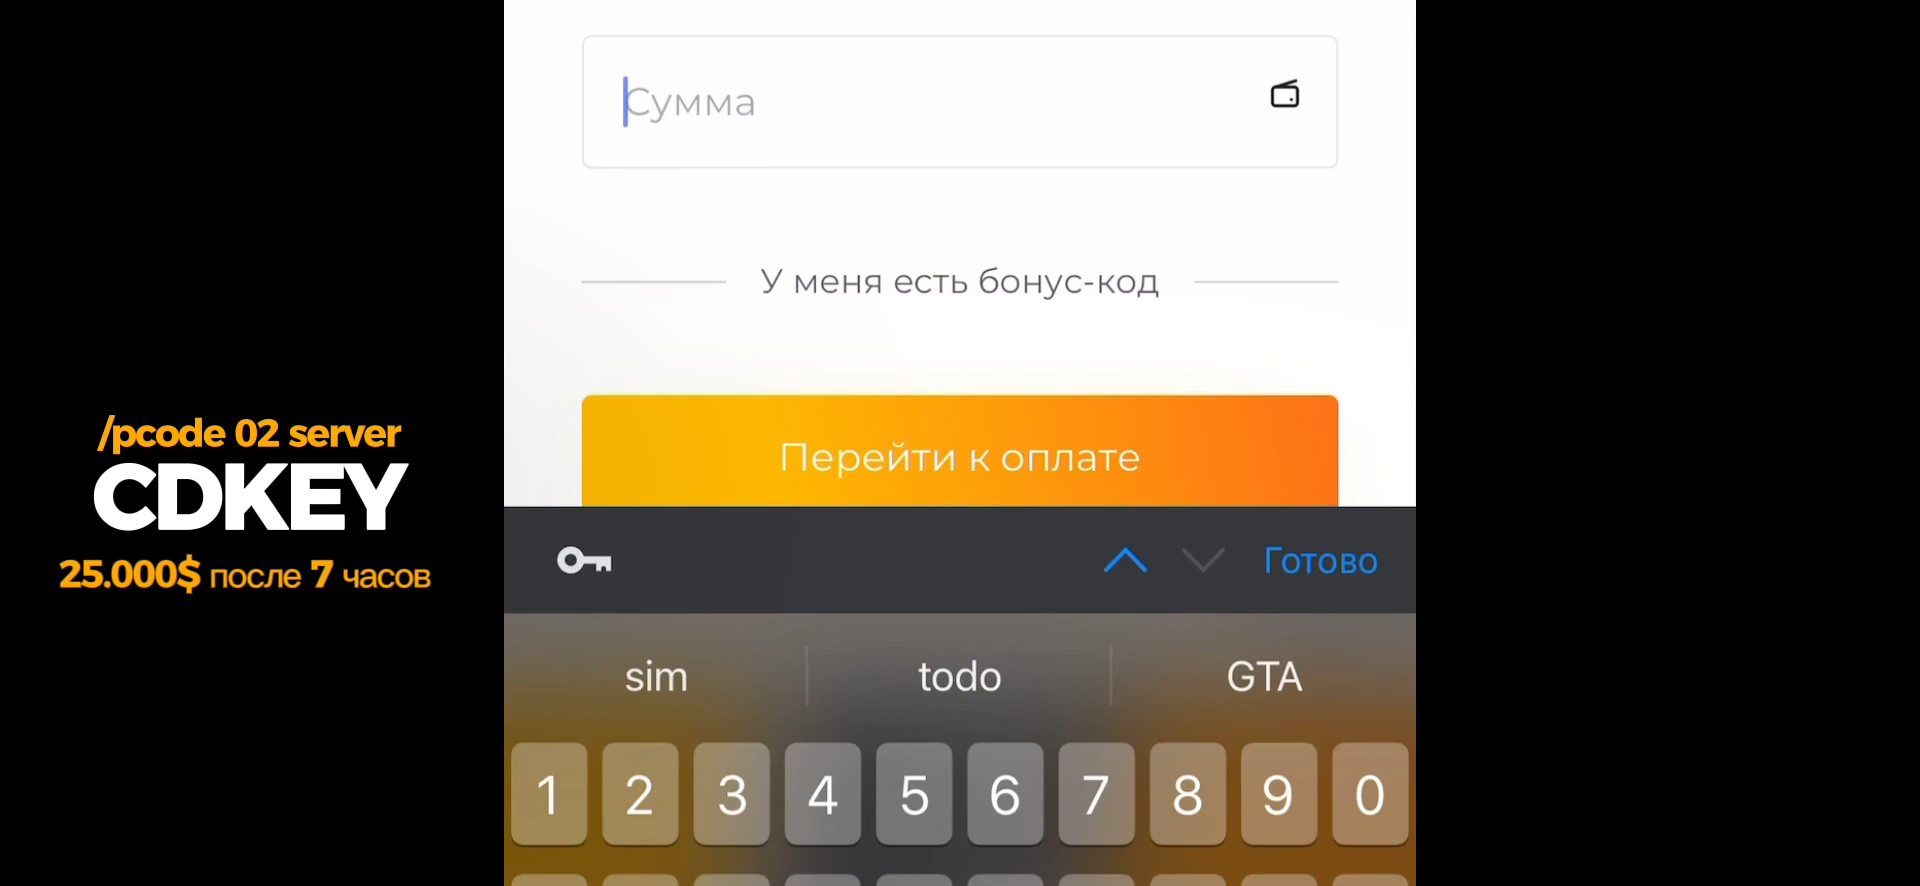 Сумма
У меня есть бонус-код
Перейти к оплате
/pcode 02 server
CDKEY
25.000$ после 7 часов
Готово
sim todo GTA
1 2 3 4 5 6 7 8 9 0